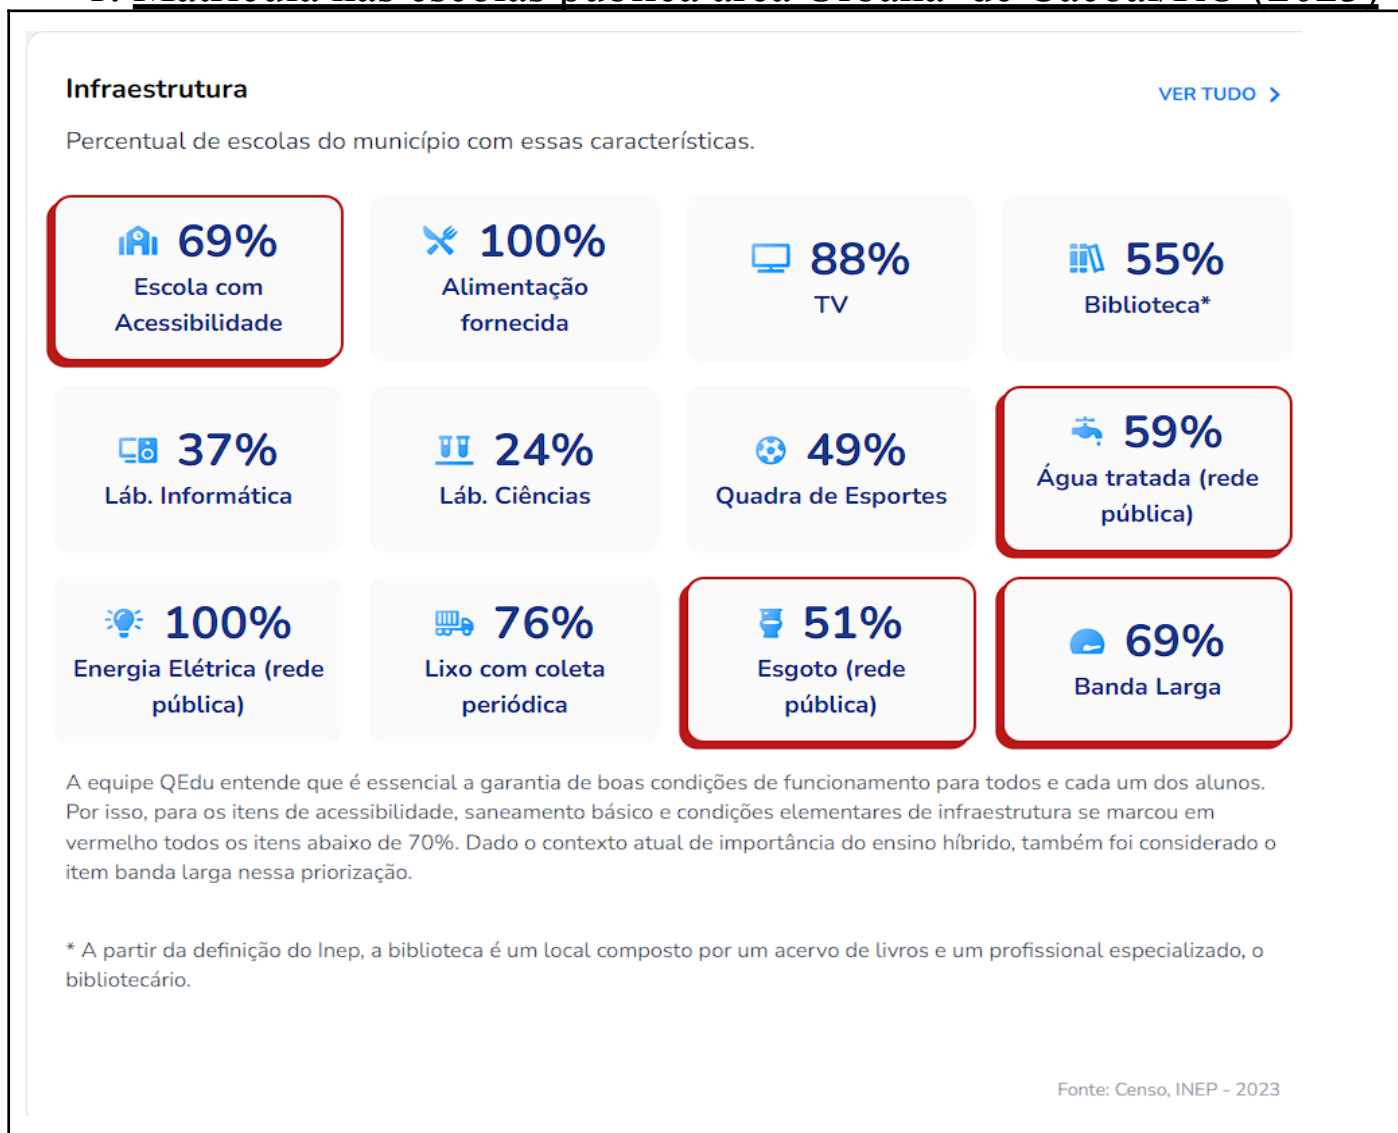 Infraestrutura
VER TUDO
Percentual de escolas do município com essas características.
69%
Escola com
Acessibilidade
100%
Alimentação
fornecida
88%
TV
55%
Biblioteca*
37%
Láb. Informática
24%
Láb. Ciências
49%
Quadra de Esportes
59%
Água tratada (rede
pública)
100%
Energia Elétrica (rede
pública)
76%
Lixo com coleta
periódica
51%
Esgoto (rede
pública)
69%
Banda Larga
A equipe QEdu entende que é essencial a garantia de boas condições de funcionamento para todos e cada um dos alunos.
Por isso, para os itens de acessibilidade, saneamento básico e condições elementares de infraestrutura se marcou em
vermelho todos os itens abaixo de 70%. Dado o contexto atual de importância do ensino híbrido, também foi considerado o
item banda larga nessa priorização.
* A partir da definição do Inep, a biblioteca é um local composto por um acervo de livros e um profissional especializado, o
bibliotecário.
Fonte: Censo, INEP - 2023